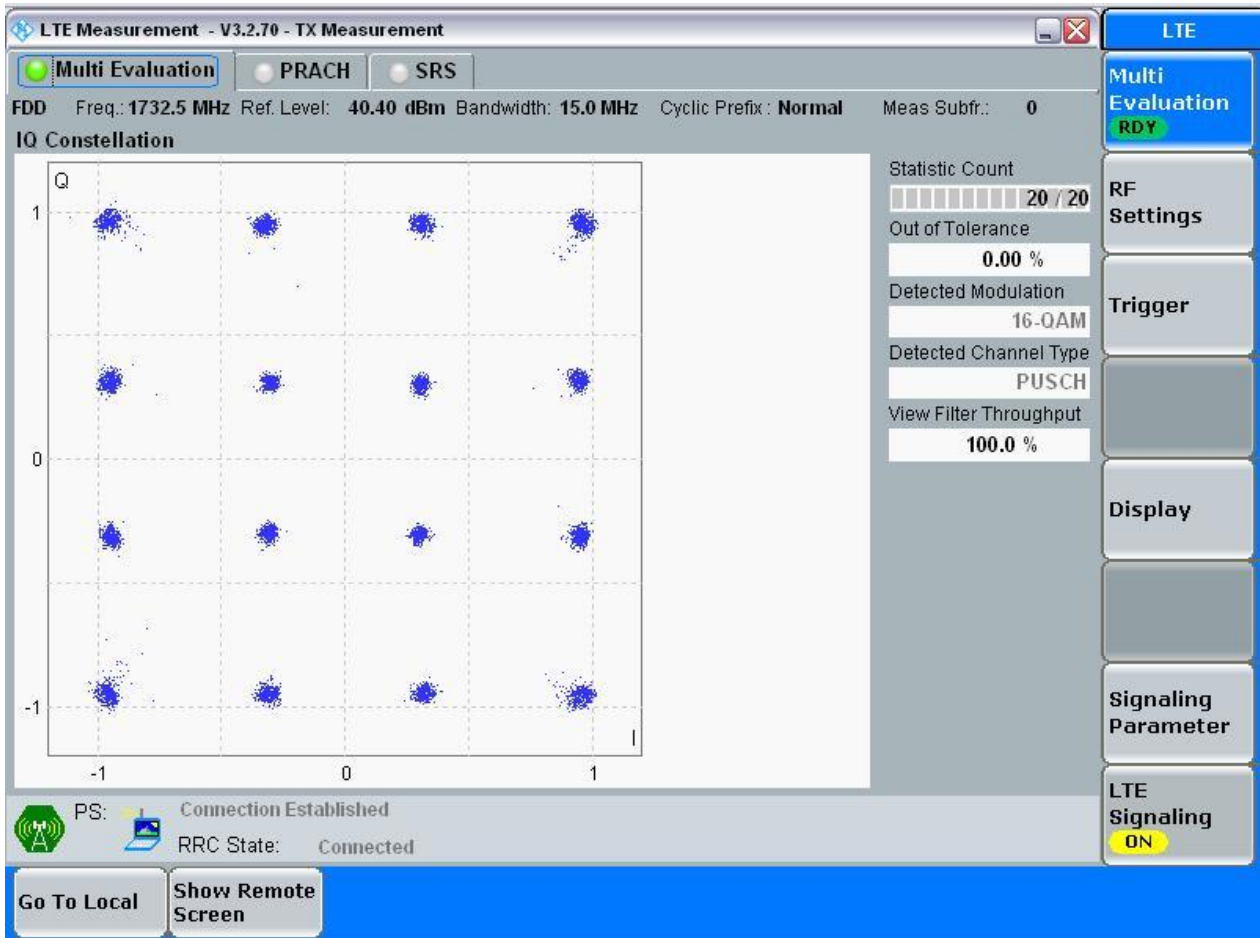 LTE Measurement - V3.2.70 - TX Measurement
LTE
Multi Evaluation
PRACH
SRS
Multi
Evaluation
RDY
FDD Freq.: 1732.5 MHz Ref. Level: 40.40 dBm Bandwidth: 15.0 MHz Cyclic Prefix : Normal Meas Subfr.: 0
IQ Constellation
Q
1
0
-1
I
-1 0 1
Statistic Count
20 / 20
Out of Tolerance
0.00 %
Detected Modulation
16-QAM
Detected Channel Type
PUSCH
View Filter Throughput
100.0 %
RF
Settings
Trigger
Display
Signaling
Parameter
LTE
Signaling
ON
PS: Connection Established
RRC State: Connected
Go To Local
Show Remote
Screen